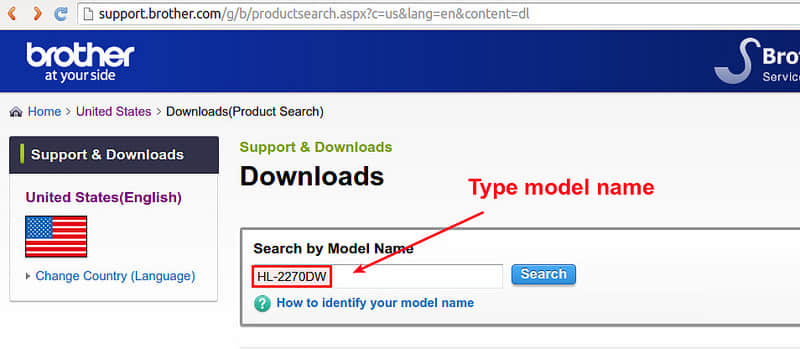 support.brother.com/g/b/productsearch.aspx?c=us&lang=en&content=dl
brother
at your side
Bro
Service
Home > United States > Downloads(Product Search)
Support & Downloads
United States(English)
Change Country (Language)
Support & Downloads
Downloads
Type model name
Search by Model Name
HL-2270DW
Search
? How to identify your model name